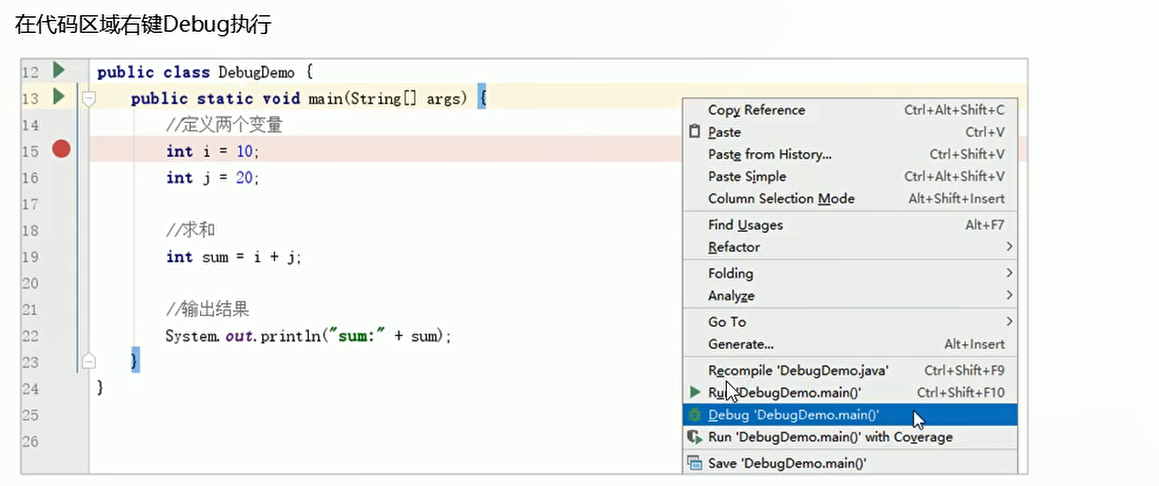 在代码区域右键Debug执行
12 public class DebugDemo {
13 public static void main(String[] args) {
14 //定义两个变量
15 int i = 10;
16 int j = 20;
17
18 //求和
19 int sum = i + j;
20
21 //输出结果
22 System.out.println("sum:" + sum);
23 }
24 }
25
26
Copy Reference Ctrl+Alt+Shift+C
Paste Ctrl+V
Paste from History... Ctrl+Shift+V
Paste Simple Ctrl+Alt+Shift+V
Column Selection Mode Alt+Shift+Insert
Find Usages Alt+F7
Refactor
Folding
Analyze
Go To
Generate... Alt+Insert
Recompile 'DebugDemo.java' Ctrl+Shift+F9
Run 'DebugDemo.main()' Ctrl+Shift+F10
Debug 'DebugDemo.main()'
Run 'DebugDemo.main()' with Coverage
Save 'DebugDemo.main()'